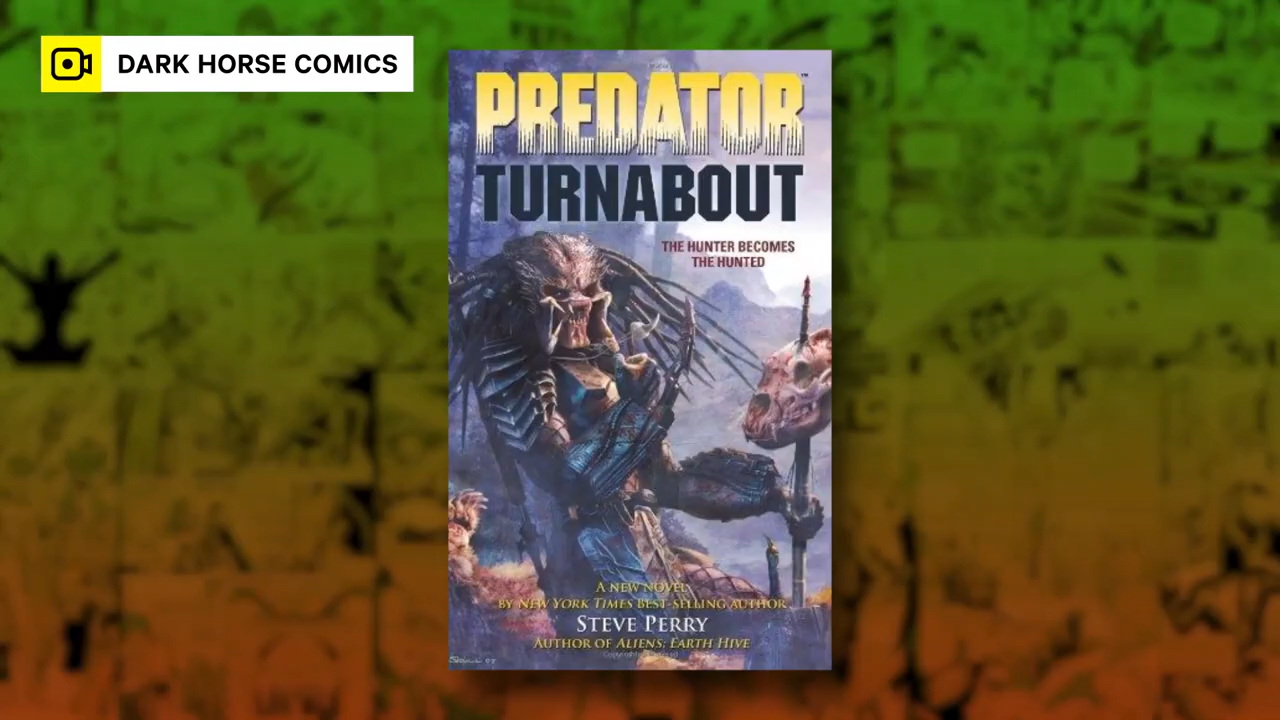 DARK HORSE COMICS
PREDATOR™
TURNABOUT
THE HUNTER BECOMES
THE HUNTED
A NEW NOVEL
BY NEW YORK TIMES BEST-SELLING AUTHOR
STEVE PERRY
AUTHOR OF ALIENS: EARTH HIVE